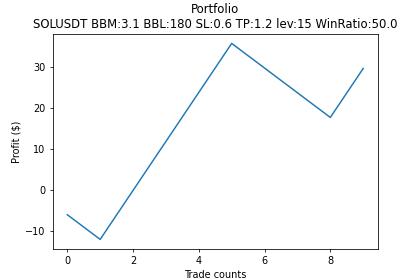 Portfolio
SOLUSDT BBM:3.1 BBL:180 SL:0.6 TP:1.2 lev:15 WinRatio:50.0
30
20
10
0
−10
Profit ($)
0
2
4
6
8
Trade counts